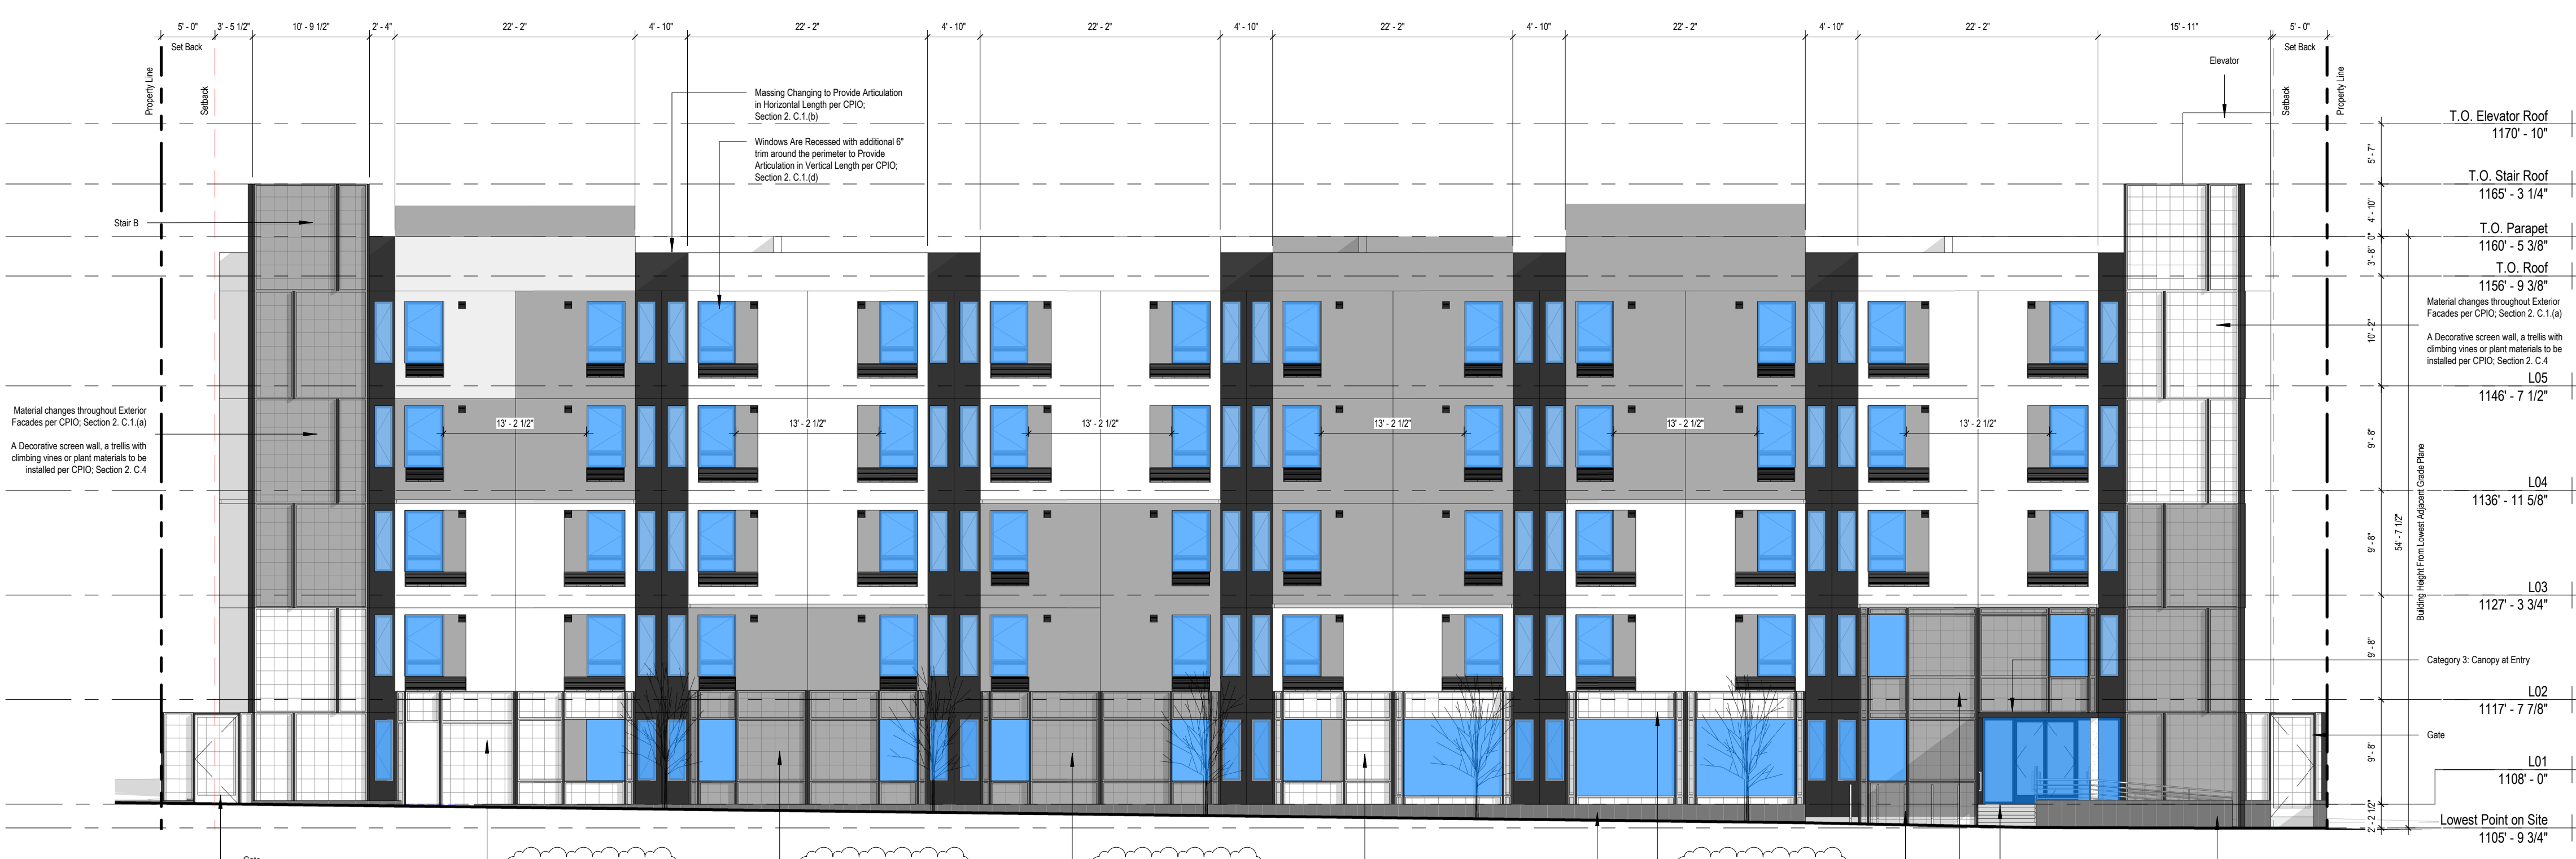 5' - 0" 3' - 5 1/2" 10' - 9 1/2" 2' - 4" 22' - 2" 4' - 10" 22' - 2" 4' - 10" 22' - 2" 4' - 10" 22' - 2" 4' - 10" 22' - 2" 4' - 10" 22' - 2" 15' - 11" 5' - 0"
Set Back
Set Back
Property Line
Setback
Setback
Property Line
Elevator
Massing Changing to Provide Articulation
in Horizontal Length per CPIO;
Section 2. C.1.(b)
Windows Are Recessed with additional 6"
trim around the perimeter to Provide
Articulation in Vertical Length per CPIO;
Section 2. C.1.(d)
Stair B
Material changes throughout Exterior
Facades per CPIO; Section 2. C.1.(a)
A Decorative screen wall, a trellis with
climbing vines or plant materials to be
installed per CPIO; Section 2. C.4
13' - 2 1/2" 13' - 2 1/2" 13' - 2 1/2" 13' - 2 1/2" 13' - 2 1/2" 13' - 2 1/2"
T.O. Elevator Roof
1170' - 10"
5' - 7"
T.O. Stair Roof
1165' - 3 1/4"
4' - 10"
T.O. Parapet
1160' - 5 3/8"
3' - 8"
0"
T.O. Roof
1156' - 9 3/8"
Material changes throughout Exterior
Facades per CPIO; Section 2. C.1.(a)
A Decorative screen wall, a trellis with
climbing vines or plant materials to be
installed per CPIO; Section 2. C.4
10' - 2"
L05
1146' - 7 1/2"
9' - 8"
L04
1136' - 11 5/8"
9' - 8"
54' - 7 1/2"
Building Height From Lowest Adjacent Grade Plane
L03
1127' - 3 3/4"
9' - 8"
Category 3: Canopy at Entry
L02
1117' - 7 7/8"
Gate
9' - 8"
L01
1108' - 0"
2' - 2 1/2"
Lowest Point on Site
1105' - 9 3/4"
Gate